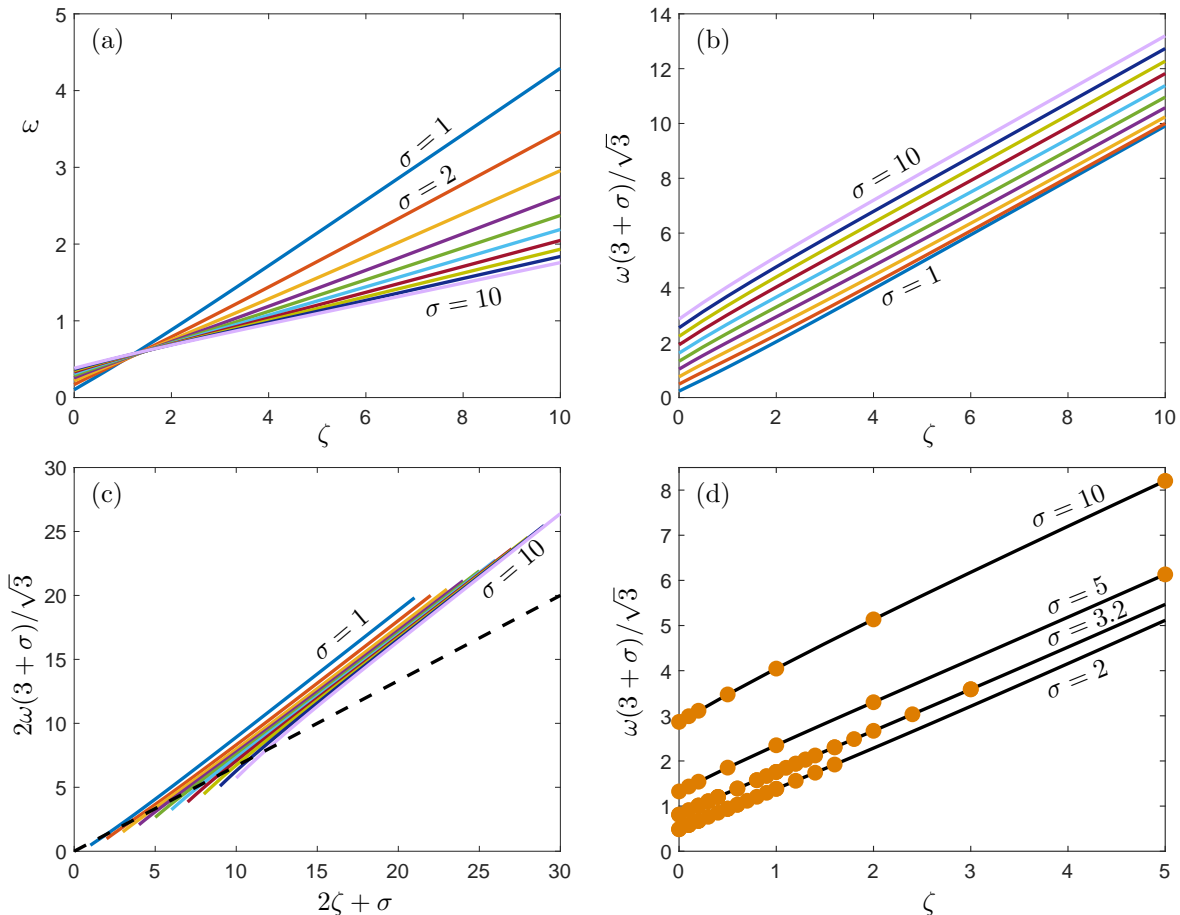 (a)
5
4
3
2
1
0
ω
σ = 1
σ = 2
σ = 10
0 2 4 6 8 10
ζ
(b)
14
12
10
8
6
4
2
0
ω(3 + σ)/√3
σ = 10
σ = 1
0 2 4 6 8 10
ζ
(c)
30
25
20
15
10
5
0
2ω(3 + σ)/√3
σ = 1
σ = 10
0 5 10 15 20 25 30
2ζ + σ
(d)
8
7
6
5
4
3
2
1
0
ω(3 + σ)/√3
σ = 10
σ = 5
σ = 3.2
σ = 2
0 1 2 3 4 5
ζ